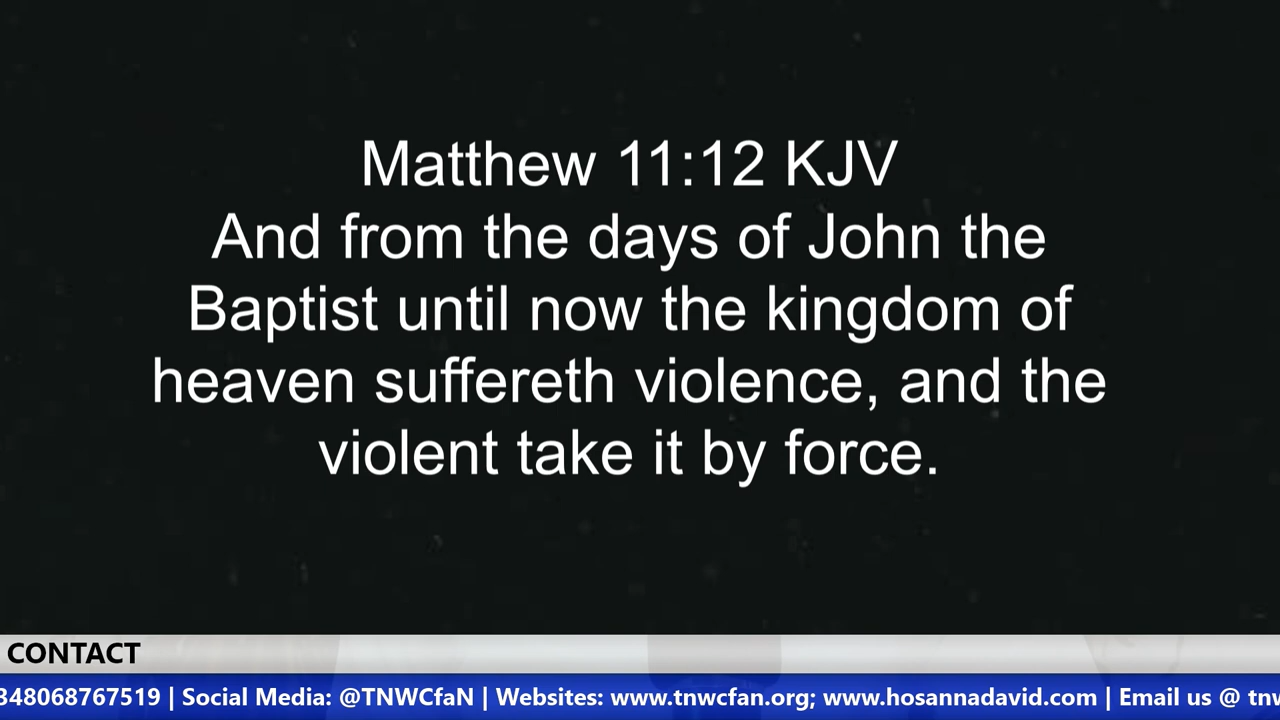 Matthew 11:12 KJV
And from the days of John the
Baptist until now the kingdom of
heaven suffereth violence, and the
violent take it by force.
CONTACT
348068767519 | Social Media: @TNWCfaN | Websites: www.tnwcfan.org; www.hosannadavid.com | Email us @